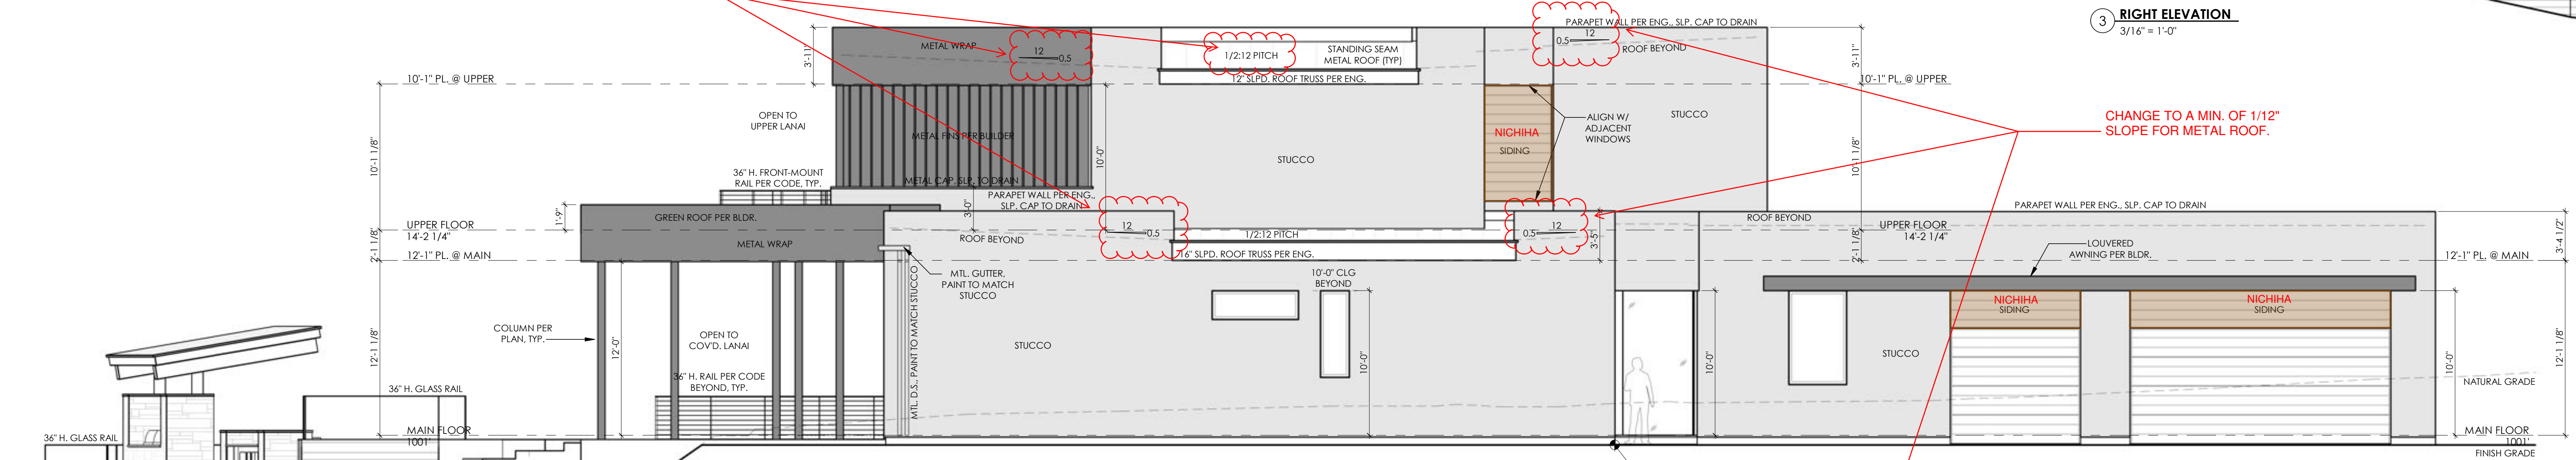 3 RIGHT ELEVATION
3/16" = 1'-0"
PARAPET WALL PER ENG., SLP. CAP TO DRAIN
12
0.5
ROOF BEYOND
METAL WRAP
12
0.5
1/2:12 PITCH
STANDING SEAM
METAL ROOF (TYP)
12" SLPD. ROOF TRUSS PER ENG.
3'-11"
3'-11"
10'-1" PL. @ UPPER
10'-1" PL. @ UPPER
CHANGE TO A MIN. OF 1/12"
SLOPE FOR METAL ROOF.
OPEN TO
UPPER LANAI
METAL FINS PER BUILDER
10'-1 1/8"
10'-0"
STUCCO
NICHIHA
SIDING
ALIGN W/
ADJACENT
WINDOWS
STUCCO
10'-1 1/8"
36" H. FRONT-MOUNT
RAIL PER CODE, TYP.
METAL CAP, SLP. TO DRAIN
PARAPET WALL PER ENG.,
SLP. CAP TO DRAIN
3'-0"
1'-9"
GREEN ROOF PER BLDR.
METAL WRAP
UPPER FLOOR
14'-2 1/4"
2'-1 1/8"
12'-1" PL. @ MAIN
ROOF BEYOND
12
0.5
1/2:12 PITCH
16" SLPD. ROOF TRUSS PER ENG.
12
0.5
3'-5"
PARAPET WALL PER ENG., SLP. CAP TO DRAIN
ROOF BEYOND
UPPER FLOOR
14'-2 1/4"
2'-1 1/8"
LOUVERED
AWNING PER BLDR.
12'-1" PL. @ MAIN
3'-4 1/2"
MTL. GUTTER,
PAINT TO MATCH
STUCCO
10'-0" CLG
BEYOND
COLUMN PER
PLAN, TYP.
OPEN TO
COV'D. LANAI
12'-1 1/8"
12'-0"
MTL. D.S., PAINT TO MATCH STUCCO
STUCCO
10'-0"
10'-0"
NICHIHA
SIDING
NICHIHA
SIDING
STUCCO
10'-0"
12'-1 1/8"
36" H. RAIL PER CODE
BEYOND, TYP.
36" H. GLASS RAIL
36" H. GLASS RAIL
NATURAL GRADE
MAIN FLOOR
1001'
MAIN FLOOR
1001'
FINISH GRADE